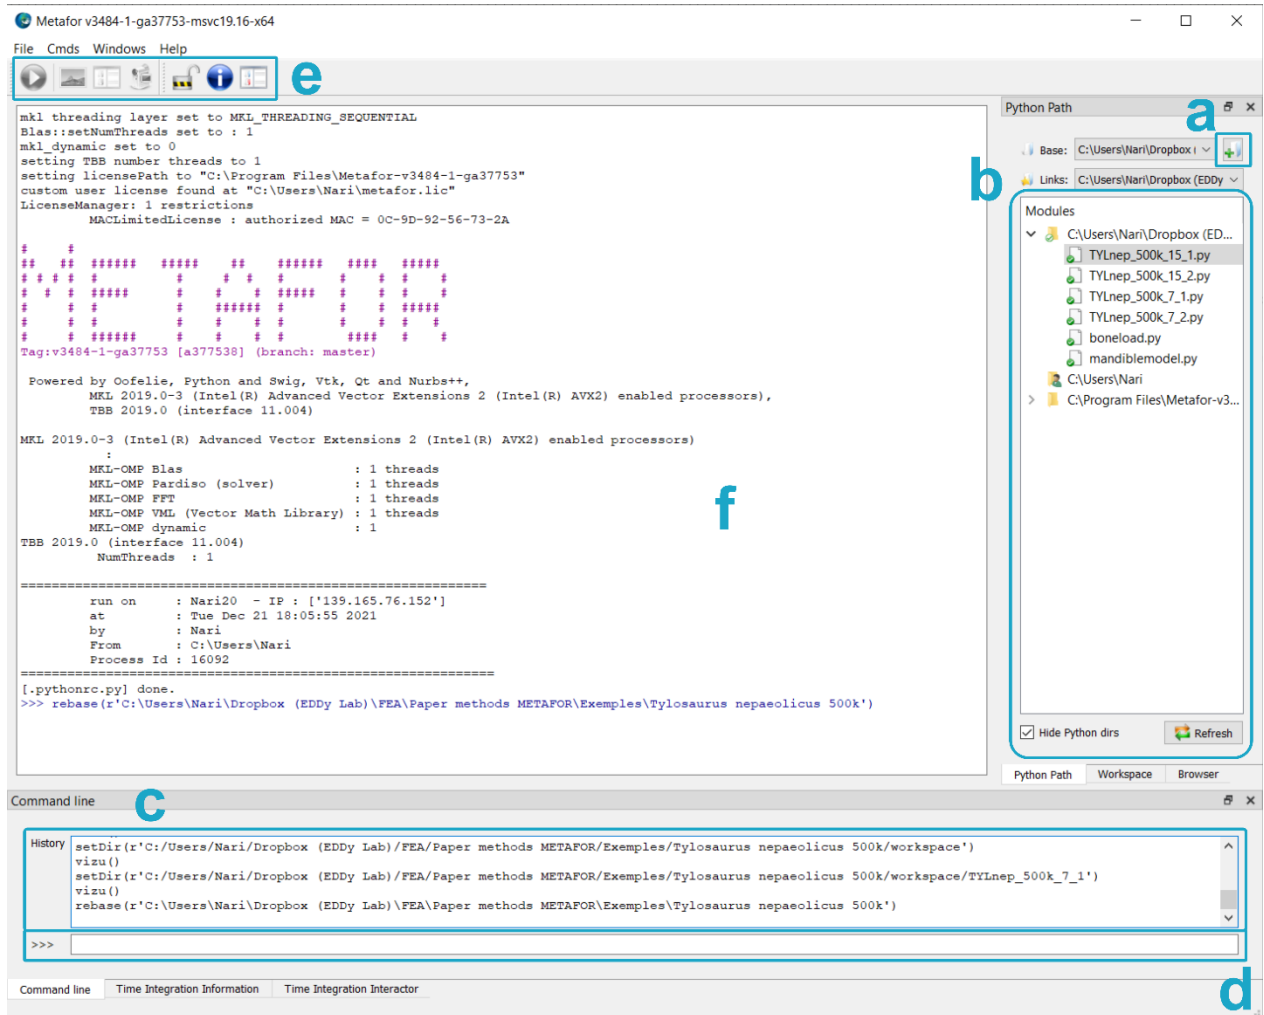 Metafor v3484-1-ga37753-msvc19.16-x64
File Cmds Windows Help
e
mkl threading layer set to MKL_THREADING_SEQUENTIAL
Blas::setNumThreads set to : 1
mkl_dynamic set to 0
setting TBB number threads to 1
setting licensePath to "C:\Program Files\Metafor-v3484-1-ga37753"
custom user license found at "C:\Users\Nari\metafor.lic"
LicenseManager: 1 restrictions
MACLimitedLicense : authorized MAC = 0C-9D-92-56-73-2A
METAFOR
Tag:v3484-1-ga37753 [a377538] (branch: master)
Powered by Oofelie, Python and Swig, Vtk, Qt and Nurbs++,
MKL 2019.0-3 (Intel(R) Advanced Vector Extensions 2 (Intel(R) AVX2) enabled processors),
TBB 2019.0 (interface 11.004)
MKL 2019.0-3 (Intel(R) Advanced Vector Extensions 2 (Intel(R) AVX2) enabled processors)
:
MKL-OMP Blas : 1 threads
MKL-OMP Pardiso (solver) : 1 threads
MKL-OMP FFT : 1 threads
MKL-OMP VML (Vector Math Library) : 1 threads
MKL-OMP dynamic : 1
TBB 2019.0 (interface 11.004)
NumThreads : 1
============================================================
run on : Nari20 - IP : ['139.165.76.152']
at : Tue Dec 21 18:05:55 2021
by : Nari
From : C:\Users\Nari
Process Id : 16092
=============================================================
[.pythonrc.py] done.
>>> rebase(r'C:\Users\Nari\Dropbox (EDDy Lab)\FEA\Paper methods METAFOR\Exemples\Tylosaurus nepaeolicus 500k')
f
Python Path
a
Base: C:\Users\Nari\Dropbox (
b
Links: C:\Users\Nari\Dropbox (EDDy
Modules
C:\Users\Nari\Dropbox (ED...
TYLnep_500k_15_1.py
TYLnep_500k_15_2.py
TYLnep_500k_7_1.py
TYLnep_500k_7_2.py
boneload.py
mandiblemodel.py
C:\Users\Nari
C:\Program Files\Metafor-v3...
Hide Python dirs Refresh
Python Path Workspace Browser
Command line
c
History
setDir(r'C:/Users/Nari/Dropbox (EDDy Lab)/FEA/Paper methods METAFOR/Exemples/Tylosaurus nepaeolicus 500k/workspace')
vizu()
setDir(r'C:/Users/Nari/Dropbox (EDDy Lab)/FEA/Paper methods METAFOR/Exemples/Tylosaurus nepaeolicus 500k/workspace/TYLnep_500k_7_1')
vizu()
rebase(r'C:\Users\Nari\Dropbox (EDDy Lab)\FEA\Paper methods METAFOR\Exemples\Tylosaurus nepaeolicus 500k')
>>>
d
Command line Time Integration Information Time Integration Interactor